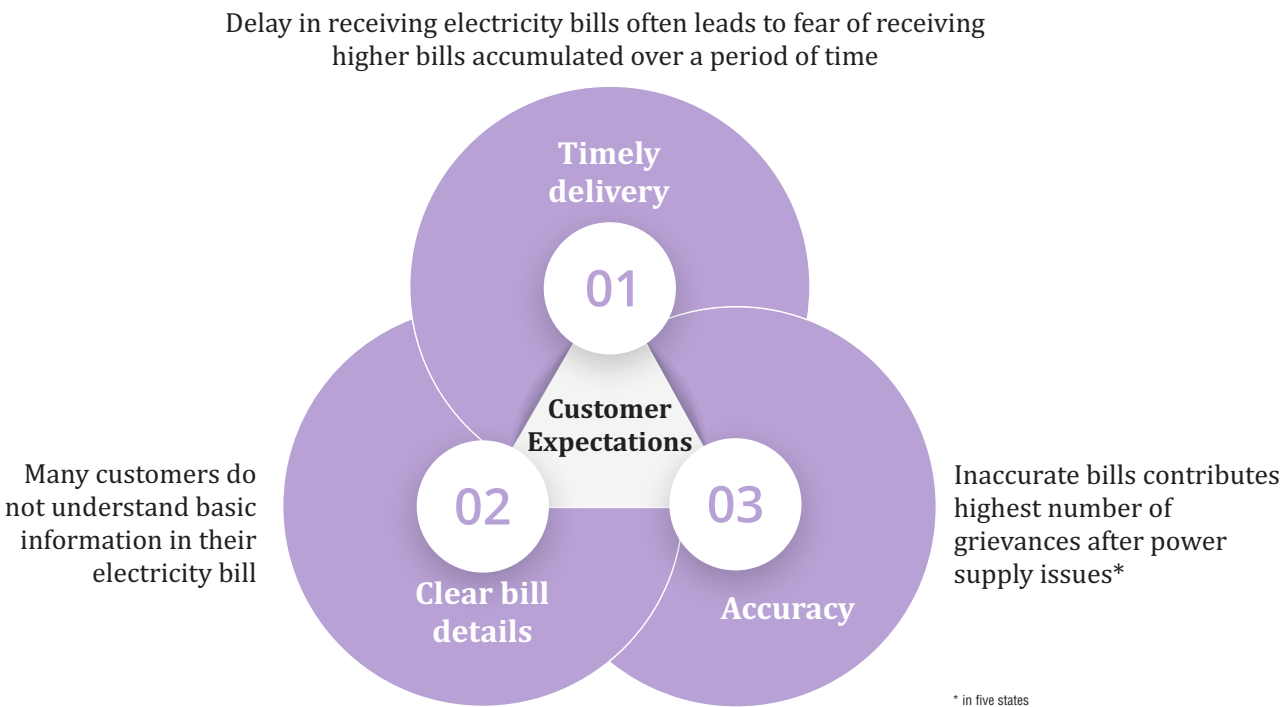 Delay in receiving electricity bills often leads to fear of receiving
higher bills accumulated over a period of time
Timely
delivery
01
Customer
Expectations
Many customers do
not understand basic
information in their
electricity bill
02
Clear bill
details
03
Accuracy
Inaccurate bills contributes
highest number of
grievances after power
supply issues*
* in five states